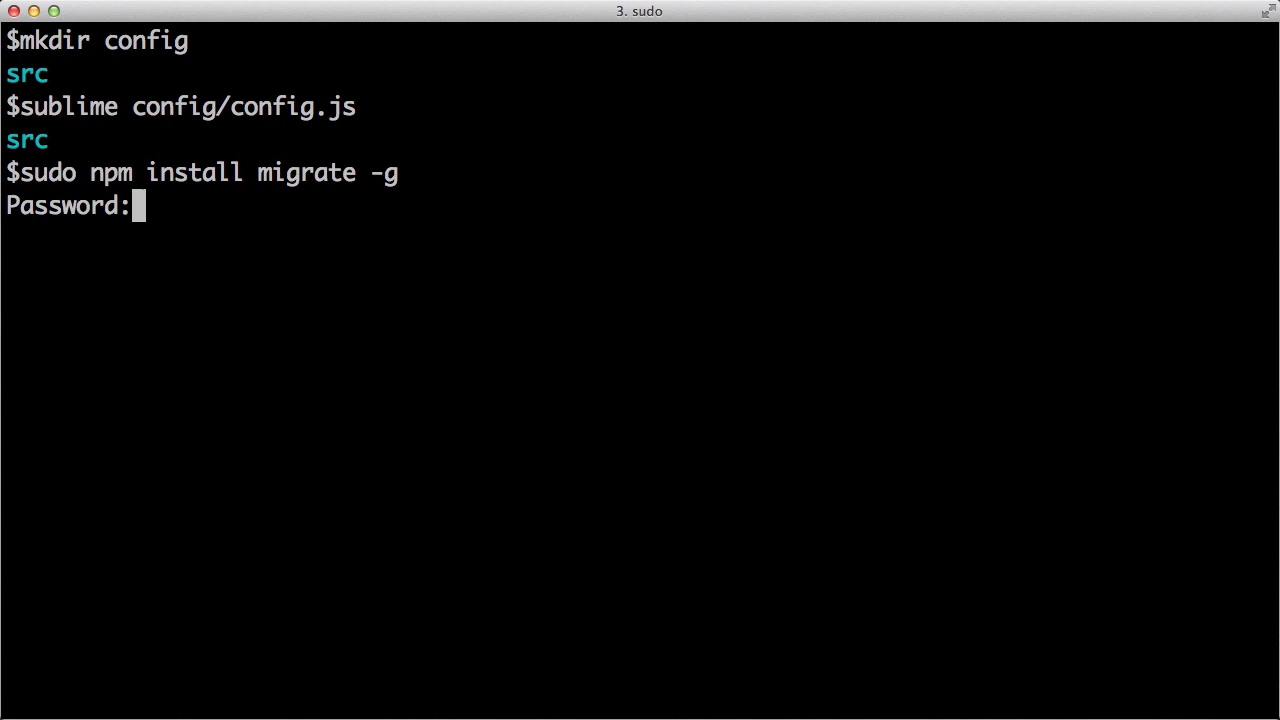 3. sudo
$mkdir config
src
$sublime config/config.js
src
$sudo npm install migrate -g
Password: